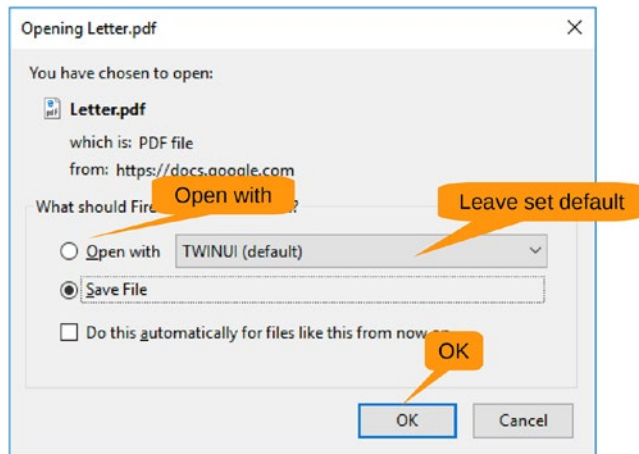 Opening Letter.pdf
You have chosen to open:
pdf Letter.pdf
which is: PDF file
from: https://docs.google.com
Open with
What should Fire ?
Leave set default
Open with TWINUI (default)
Save File
Do this automatically for files like this from now
OK
OK Cancel